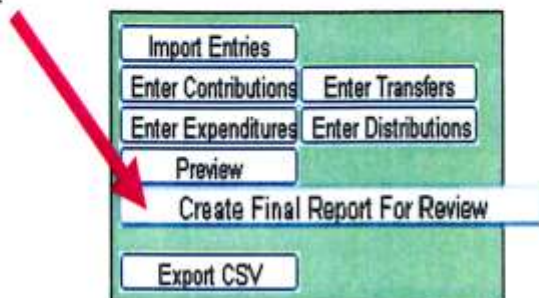 Import Entries
Enter Contributions Enter Transfers
Enter Expenditures Enter Distributions
Preview
Create Final Report For Review
Export CSV